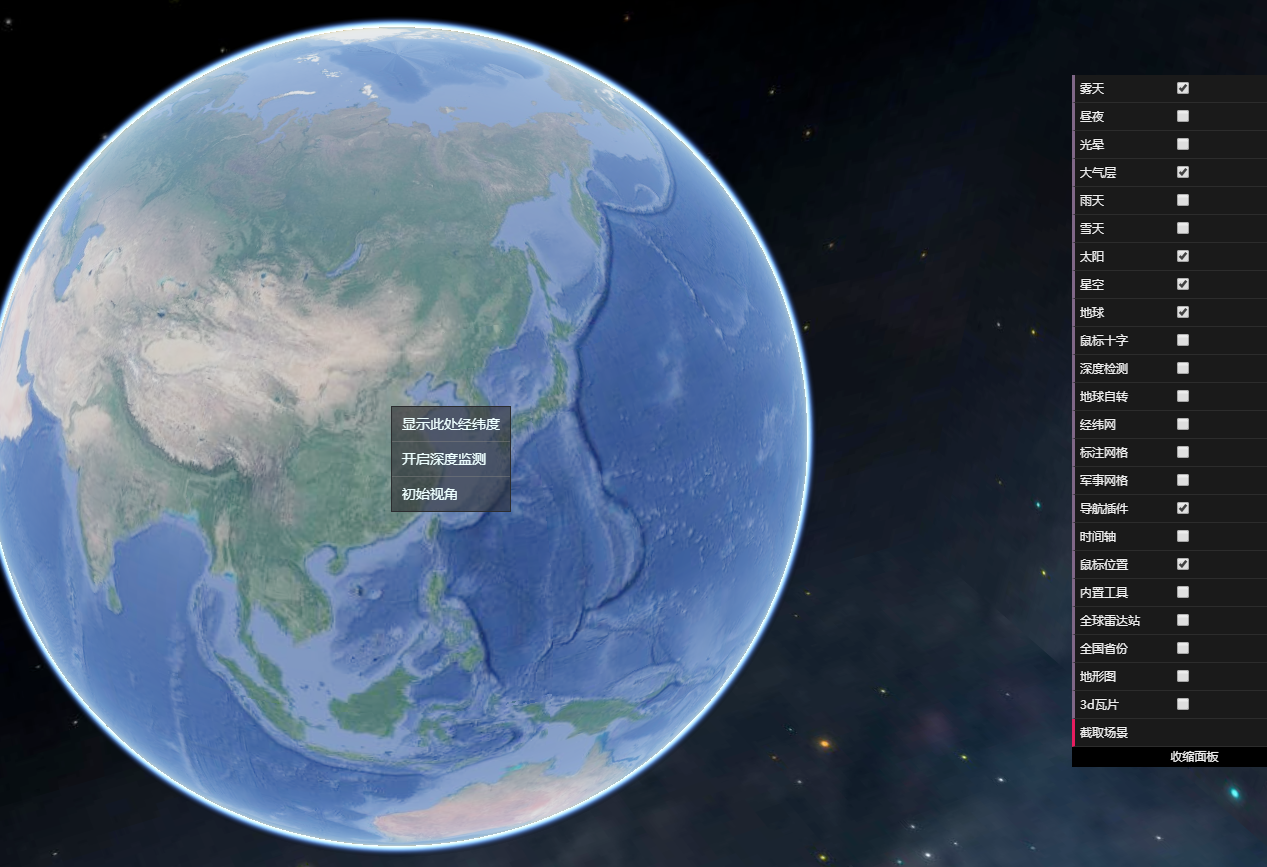 显示此处经纬度
开启深度监测
初始视角
雾天
昼夜
光晕
大气层
雨天
雪天
太阳
星空
地球
鼠标十字
深度检测
地球自转
经纬网
标注网格
军事网格
导航插件
时间轴
鼠标位置
内置工具
全球雷达站
全国省份
地形图
3d瓦片
截取场景
收缩面板